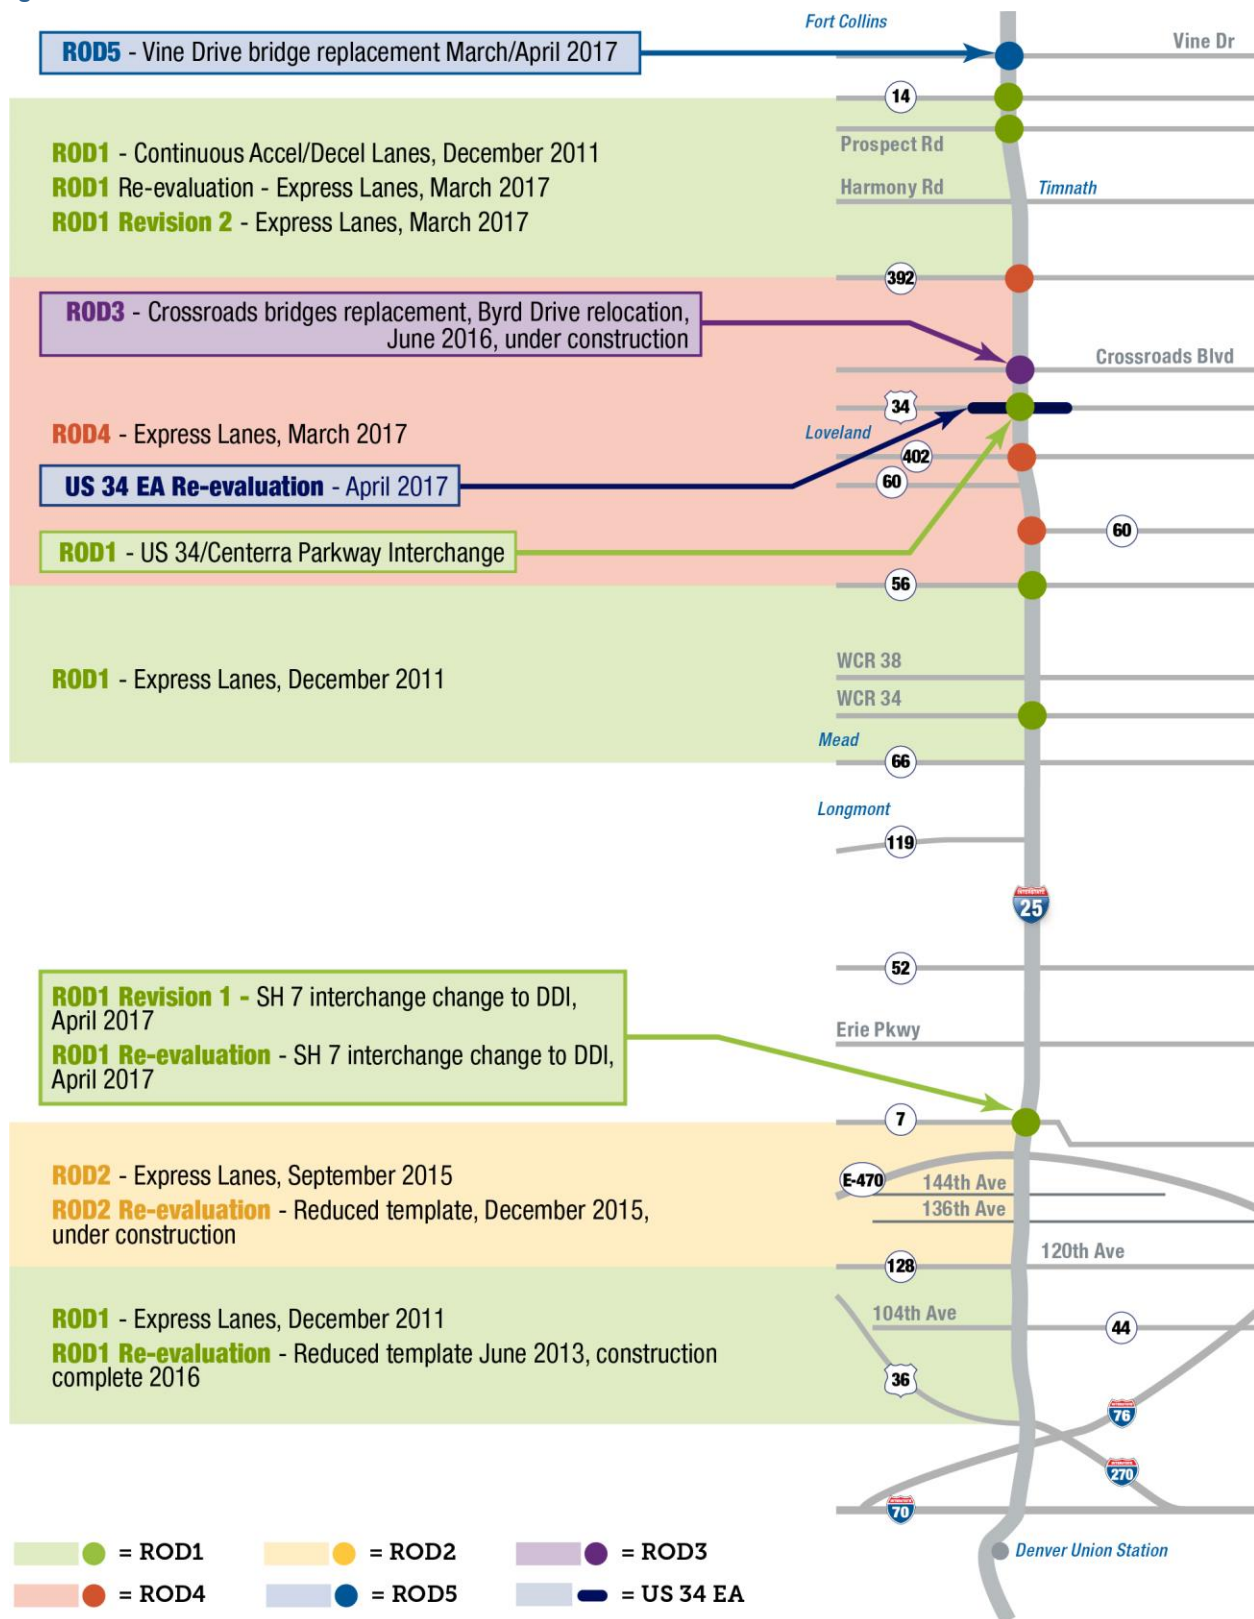 Fort Collins
ROD5 - Vine Drive bridge replacement March/April 2017
Vine Dr
14
Prospect Rd
ROD1 - Continuous Accel/Decel Lanes, December 2011
ROD1 Re-evaluation - Express Lanes, March 2017
Harmony Rd
Timnath
ROD1 Revision 2 - Express Lanes, March 2017
392
ROD3 - Crossroads bridges replacement, Byrd Drive relocation,
June 2016, under construction
Crossroads Blvd
34
ROD4 - Express Lanes, March 2017
Loveland
402
US 34 EA Re-evaluation - April 2017
60
ROD1 - US 34/Centerra Parkway Interchange
60
56
WCR 38
ROD1 - Express Lanes, December 2011
WCR 34
Mead
66
Longmont
119
INTERSTATE
25
52
ROD1 Revision 1 - SH 7 interchange change to DDI,
April 2017
Erie Pkwy
ROD1 Re-evaluation - SH 7 interchange change to DDI,
April 2017
7
ROD2 - Express Lanes, September 2015
E-470
144th Ave
ROD2 Re-evaluation - Reduced template, December 2015,
under construction
136th Ave
120th Ave
128
ROD1 - Express Lanes, December 2011
104th Ave
44
ROD1 Re-evaluation - Reduced template June 2013, construction
complete 2016
36
76
270
70
Denver Union Station
= ROD1
= ROD2
= ROD3
= ROD4
= ROD5
= US 34 EA